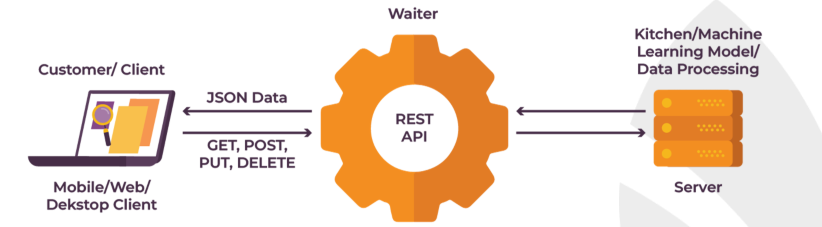 Waiter
Customer/ Client
JSON Data
GET, POST,
PUT, DELETE
Mobile/Web/
Dekstop Client
REST
API
Kitchen/Machine
Learning Model/
Data Processing
Server